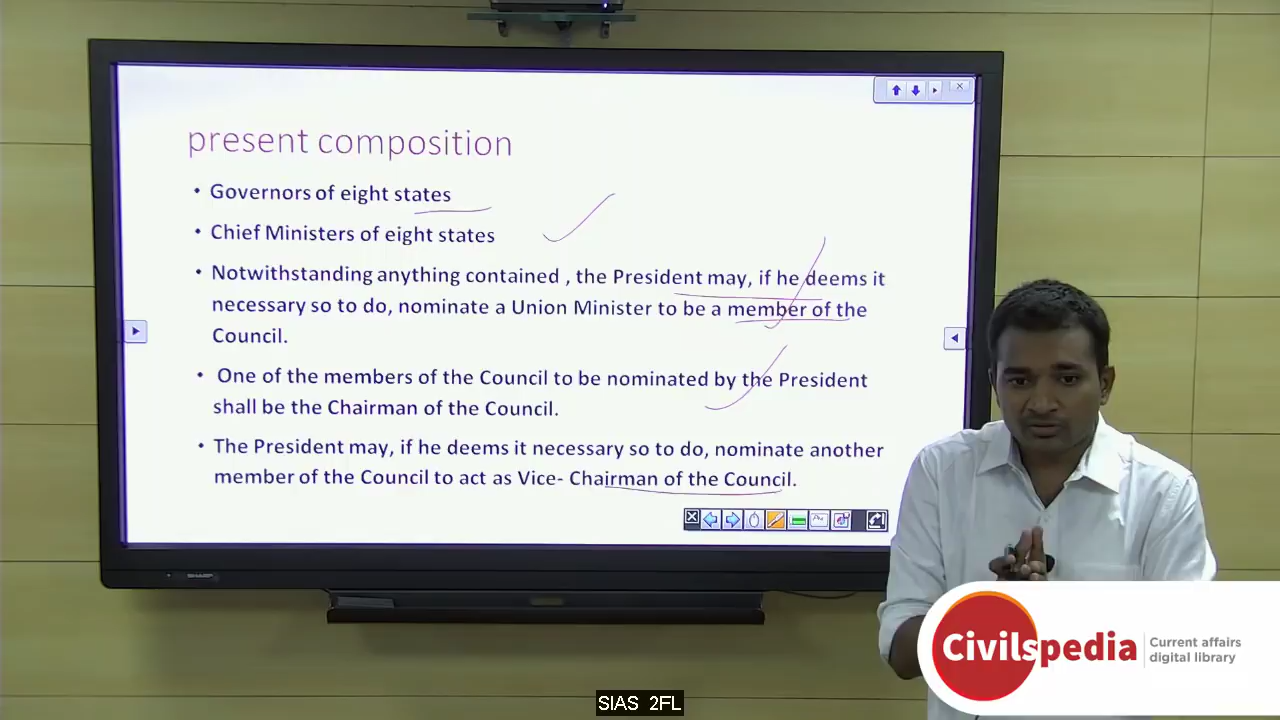 present composition
• Governors of eight states
• Chief Ministers of eight states
• Notwithstanding anything contained , the President may, if he deems it
necessary so to do, nominate a Union Minister to be a member of the
Council.
• One of the members of the Council to be nominated by the President
shall be the Chairman of the Council.
• The President may, if he deems it necessary so to do, nominate another
member of the Council to act as Vice- Chairman of the Council.
SHARP
Civilspedia
Current affairs
digital library
SIAS 2FL